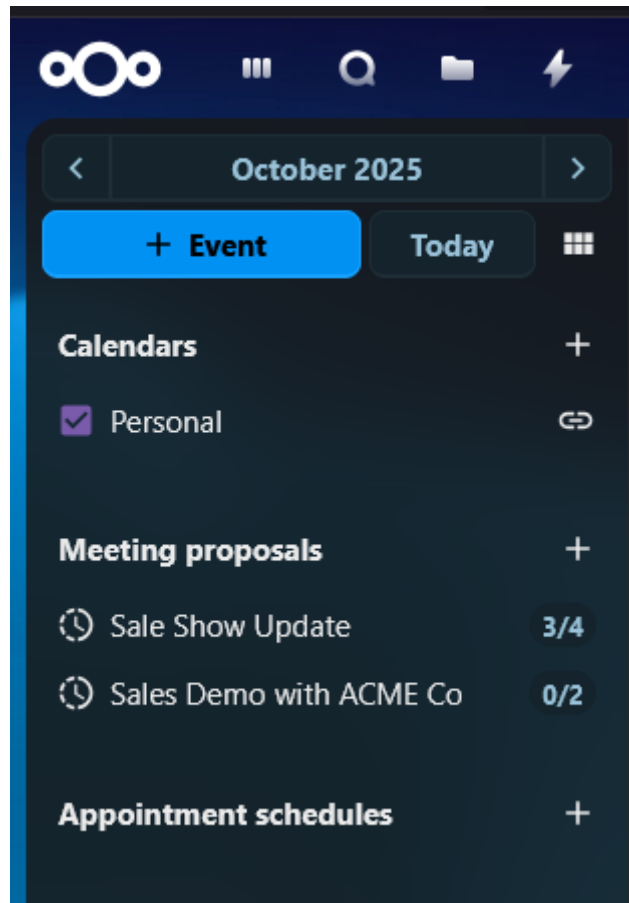 October 2025
+ Event Today
Calendars
Personal
Meeting proposals
Sale Show Update 3/4
Sales Demo with ACME Co 0/2
Appointment schedules